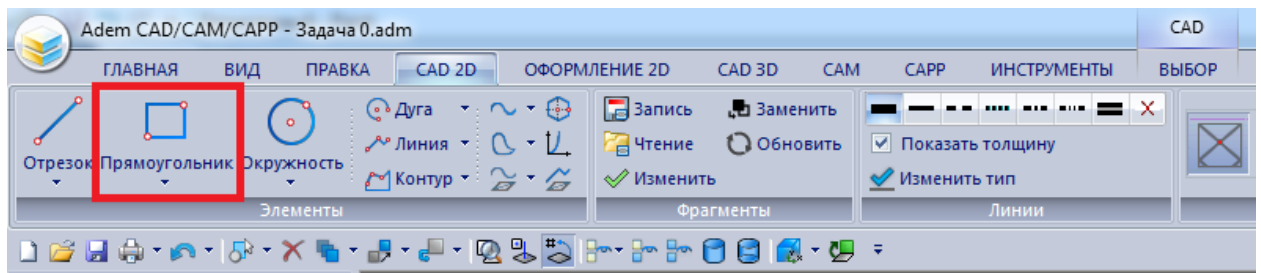 Adem CAD/CAM/CAPP - Задача 0.adm CAD
ГЛАВНАЯ ВИД ПРАВКА CAD 2D ОФОРМЛЕНИЕ 2D CAD 3D CAM CAPP ИНСТРУМЕНТЫ ВЫБОР
Дуга Запись Заменить
Отрезок Прямоугольник Окружность Линия Чтение Обновить Показать толщину
Контур Изменить Изменить тип
Элементы Фрагменты Линии